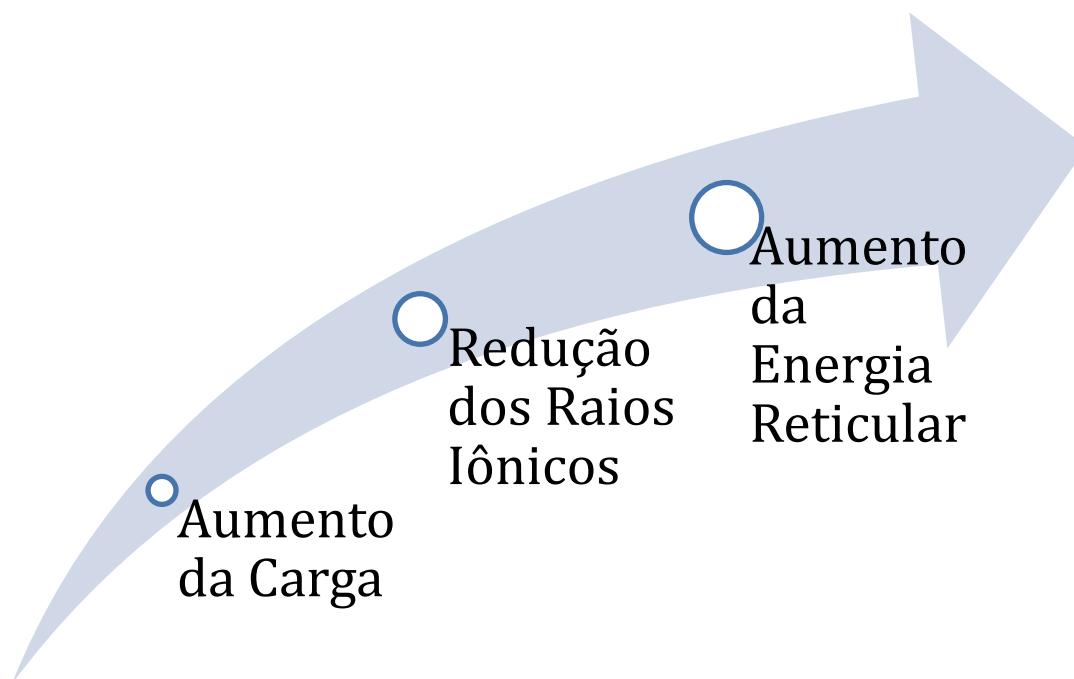 Aumento
da Carga
Redução
dos Raios
Iônicos
Aumento
da
Energia
Reticular